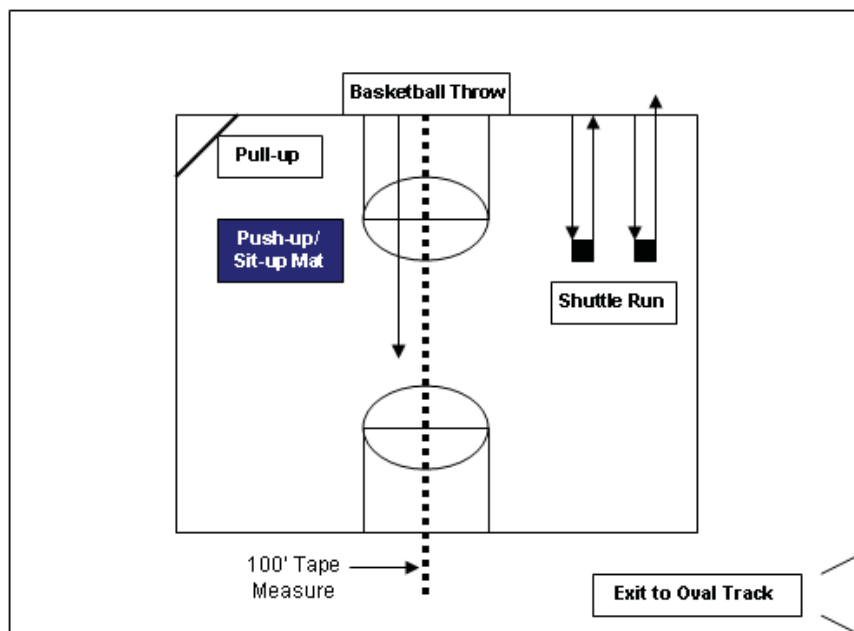 Basketball Throw
Pull-up
Push-up/
Sit-up Mat
Shuttle Run
100' Tape
Measure
Exit to Oval Track